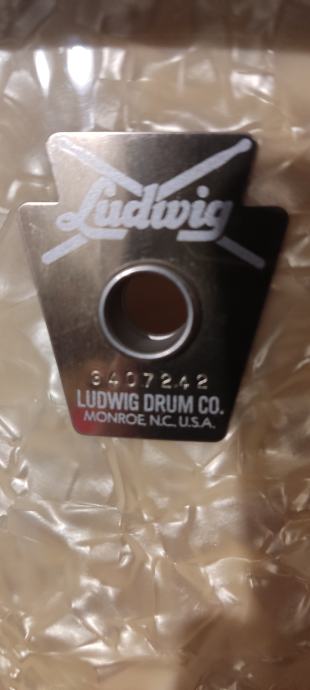 Ludwig
3407242
LUDWIG DRUM CO.
MONROE, N.C., U.S.A.